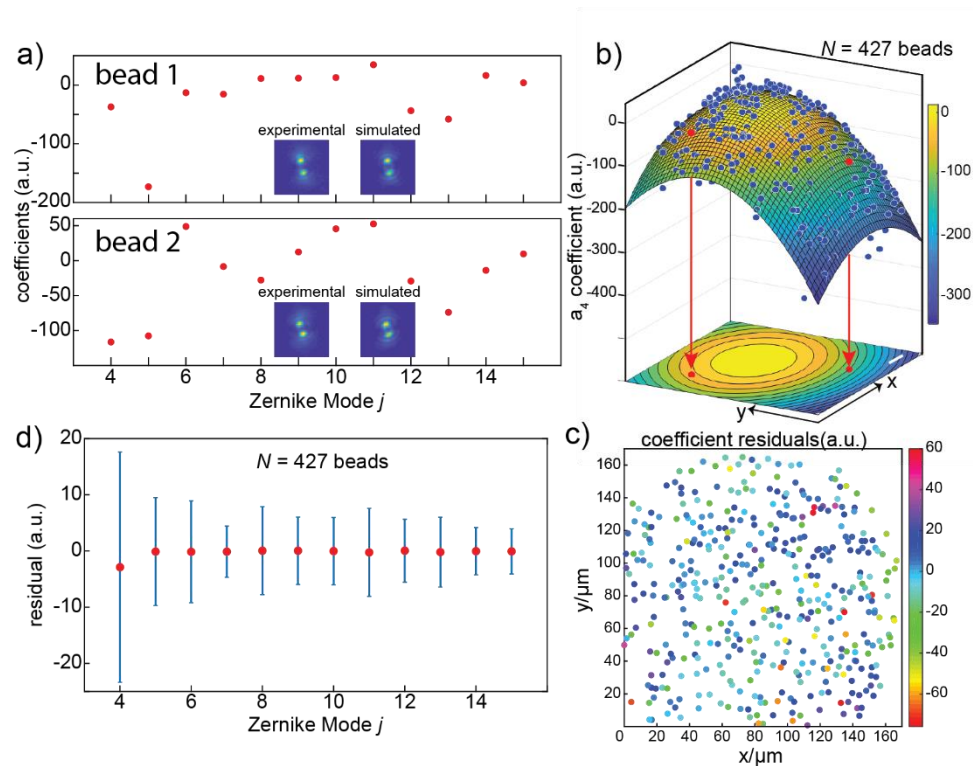 a)
bead 1
0
-100
-200
experimental simulated
bead 2
50
0
-50
-100
experimental simulated
coefficients (a.u.)
4 6 8 10 12 14
Zernike Mode j
b)
N = 427 beads
0
-100
-200
-300
-400
a4 coefficient (a.u.)
0
-100
-200
-300
y
x
d)
N = 427 beads
20
10
0
-10
-20
residual (a.u.)
4 6 8 10 12 14
Zernike Mode j
c)
coefficient residuals(a.u.)
160
140
120
100
80
60
40
20
y/µm
0 20 40 60 80 100 120 140 160
x/µm
60
40
20
0
-20
-40
-60